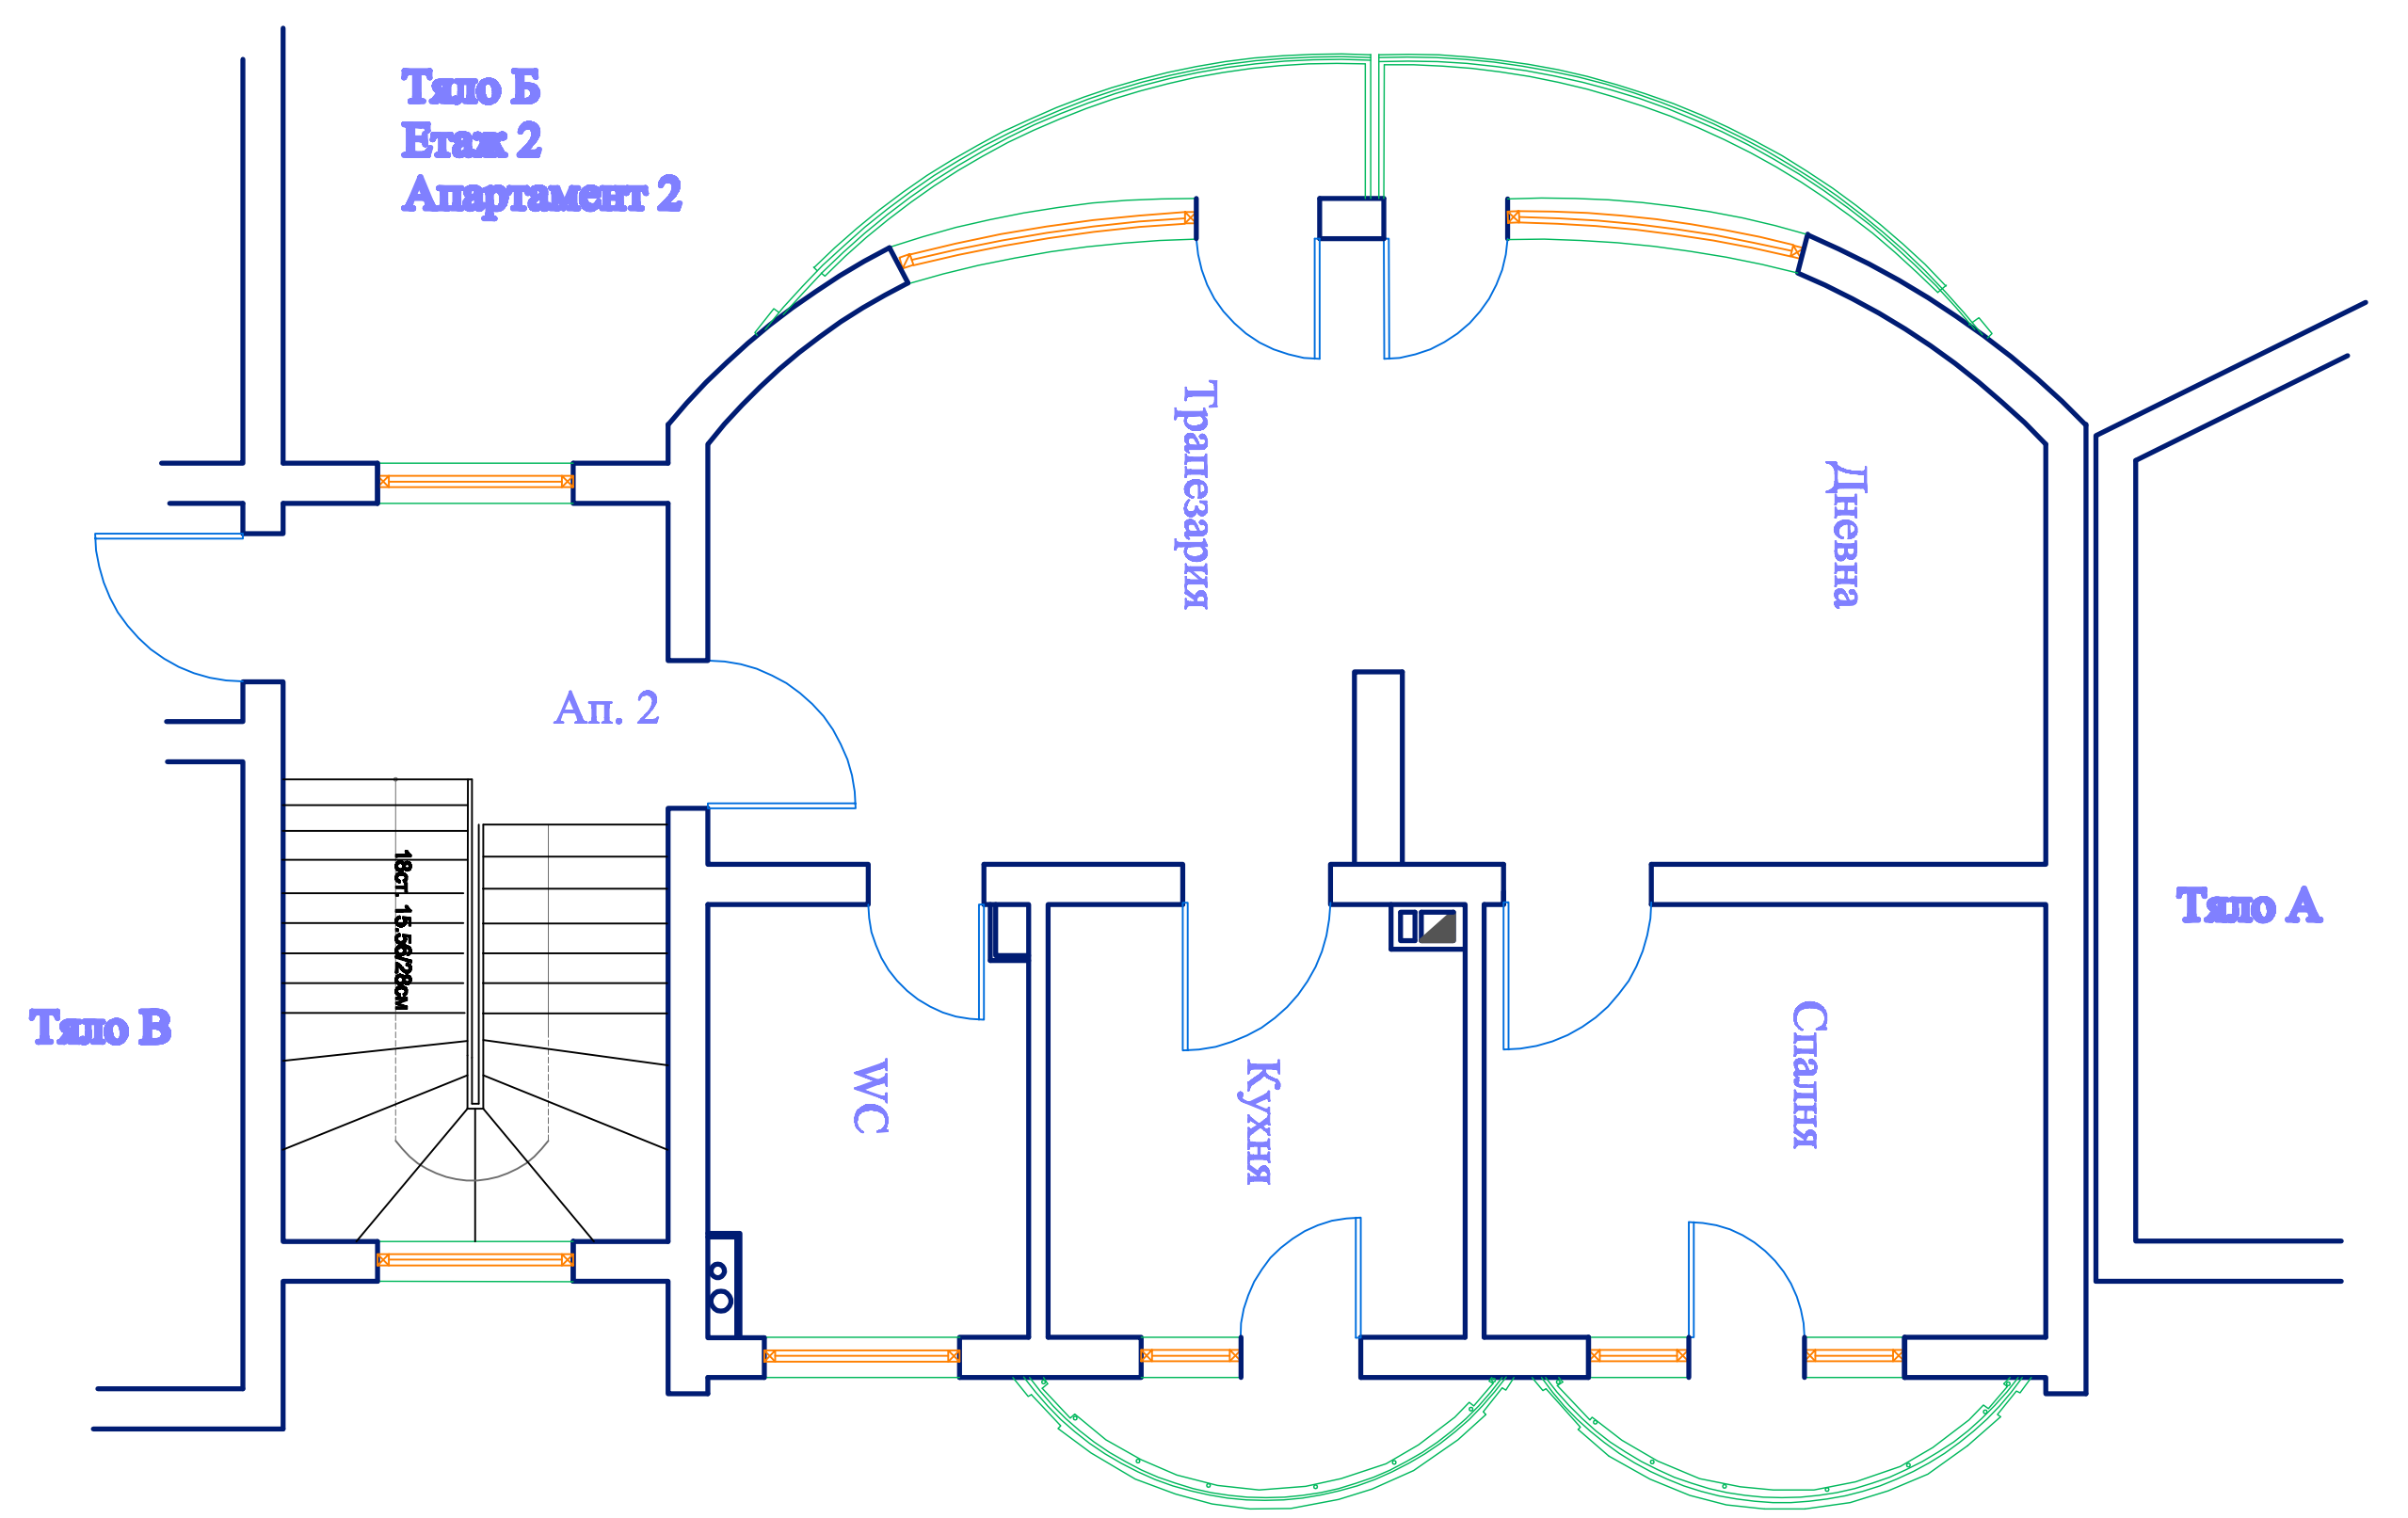 Тяло Б
Етаж 2
Апартамент 2
Трапезария
Дневна
Ап. 2
18ст. 15.56/28см
Тяло А
Тяло В
WC
Кухня
Спалня